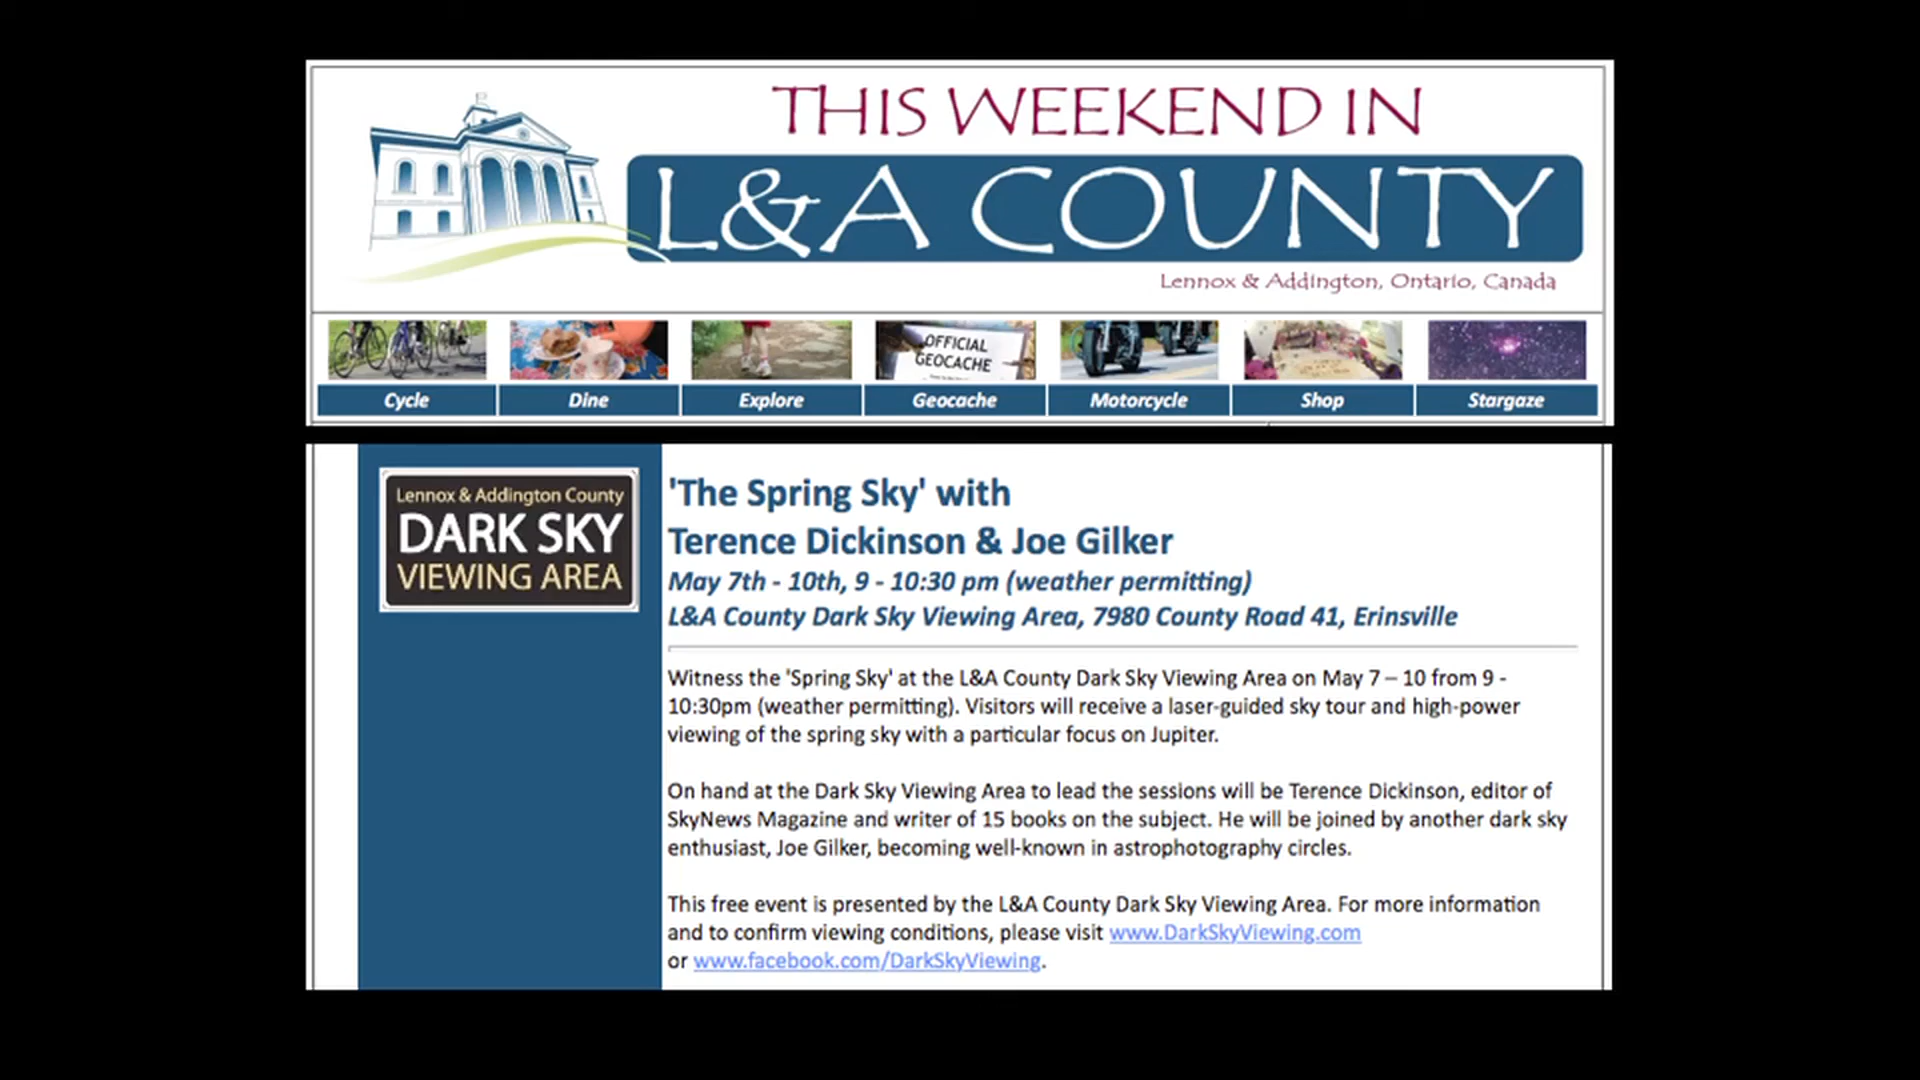 THIS WEEKEND IN
L&A COUNTY
Lennox & Addington, Ontario, Canada
OFFICIAL
GEOCACHE
Cycle
Dine
Explore
Geocache
Motorcycle
Shop
Stargaze
Lennox & Addington County
DARK SKY
VIEWING AREA
'The Spring Sky' with
Terence Dickinson & Joe Gilker
May 7th - 10th, 9 - 10:30 pm (weather permitting)
L&A County Dark Sky Viewing Area, 7980 County Road 41, Erinsville
Witness the 'Spring Sky' at the L&A County Dark Sky Viewing Area on May 7 – 10 from 9 -
10:30pm (weather permitting). Visitors will receive a laser-guided sky tour and high-power
viewing of the spring sky with a particular focus on Jupiter.
On hand at the Dark Sky Viewing Area to lead the sessions will be Terence Dickinson, editor of
SkyNews Magazine and writer of 15 books on the subject. He will be joined by another dark sky
enthusiast, Joe Gilker, becoming well-known in astrophotography circles.
This free event is presented by the L&A County Dark Sky Viewing Area. For more information
and to confirm viewing conditions, please visit www.DarkSkyViewing.com
or www.facebook.com/DarkSkyViewing.